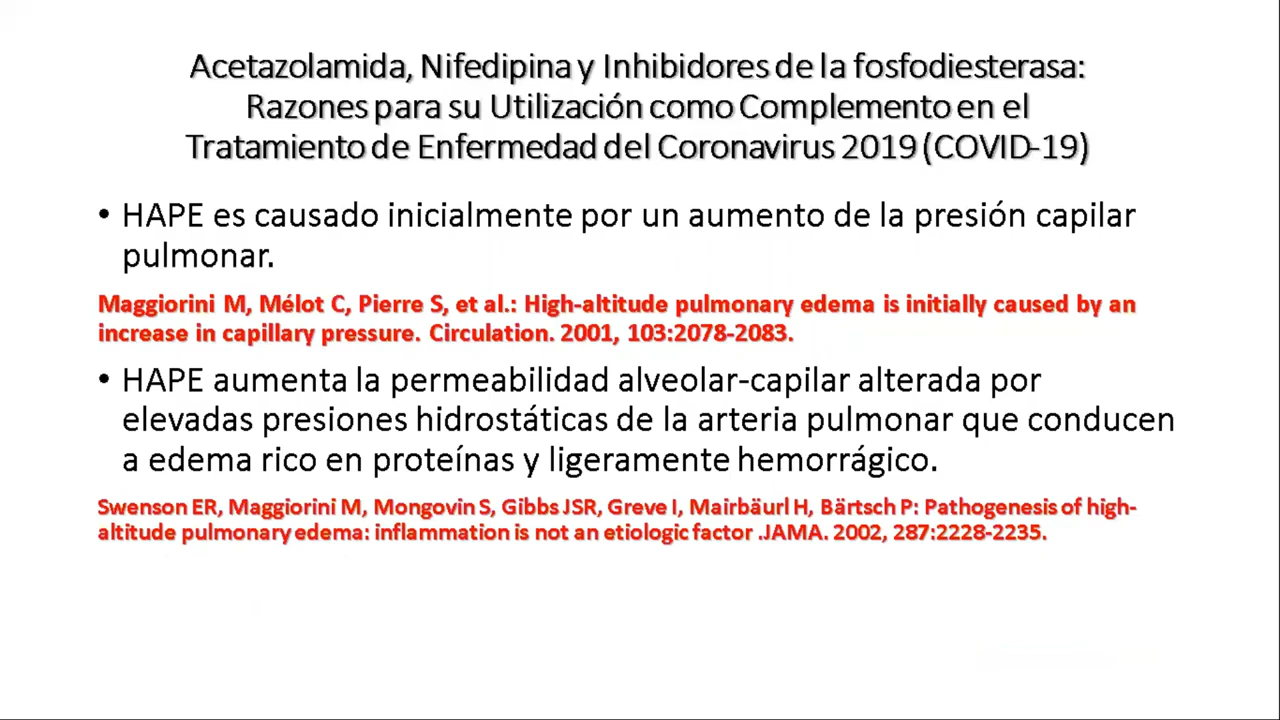 Acetazolamida, Nifedipina y Inhibidores de la fosfodiesterasa:
Razones para su Utilización como Complemento en el
Tratamiento de Enfermedad del Coronavirus 2019 (COVID-19)
• HAPE es causado inicialmente por un aumento de la presión capilar
pulmonar.
Maggiorini M, Mélot C, Pierre S, et al.: High-altitude pulmonary edema is initially caused by an
increase in capillary pressure. Circulation. 2001, 103:2078-2083.
• HAPE aumenta la permeabilidad alveolar-capilar alterada por
elevadas presiones hidrostáticas de la arteria pulmonar que conducen
a edema rico en proteínas y ligeramente hemorrágico.
Swenson ER, Maggiorini M, Mongovin S, Gibbs JSR, Greve I, Mairbäurl H, Bärtsch P: Pathogenesis of high-
altitude pulmonary edema: inflammation is not an etiologic factor .JAMA. 2002, 287:2228-2235.